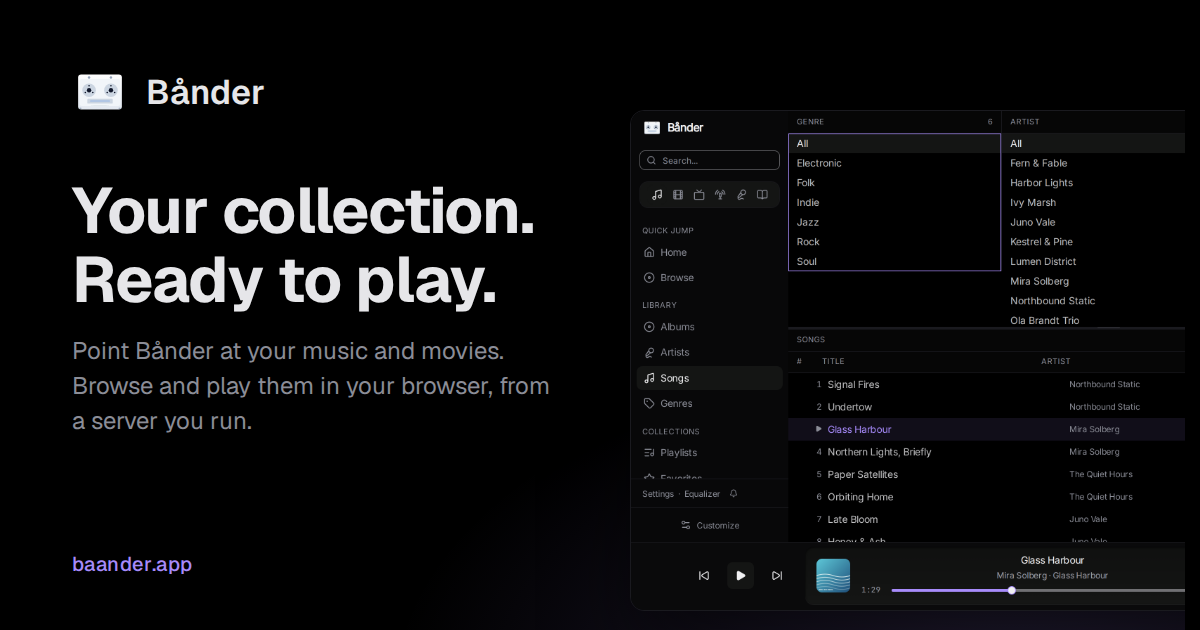 Bånder
Your collection.
Ready to play.
Point Bånder at your music and movies.
Browse and play them in your browser, from
a server you run.
baander.app
Bånder
Search...
QUICK JUMP
Home
Browse
LIBRARY
Albums
Artists
Songs
Genres
COLLECTIONS
Playlists
Favorites
Settings · Equalizer
Customize
GENRE 6
All
Electronic
Folk
Indie
Jazz
Rock
Soul
ARTIST
All
Fern & Fable
Harbor Lights
Ivy Marsh
Juno Vale
Kestrel & Pine
Lumen District
Mira Solberg
Northbound Static
Ola Brandt Trio
SONGS
# TITLE ARTIST
1 Signal Fires Northbound Static
2 Undertow Northbound Static
Glass Harbour Mira Solberg
4 Northern Lights, Briefly Mira Solberg
5 Paper Satellites The Quiet Hours
6 Orbiting Home The Quiet Hours
7 Late Bloom Juno Vale
8 Honey & Ash Juno Vale
Glass Harbour
Mira Solberg · Glass Harbour
1:29